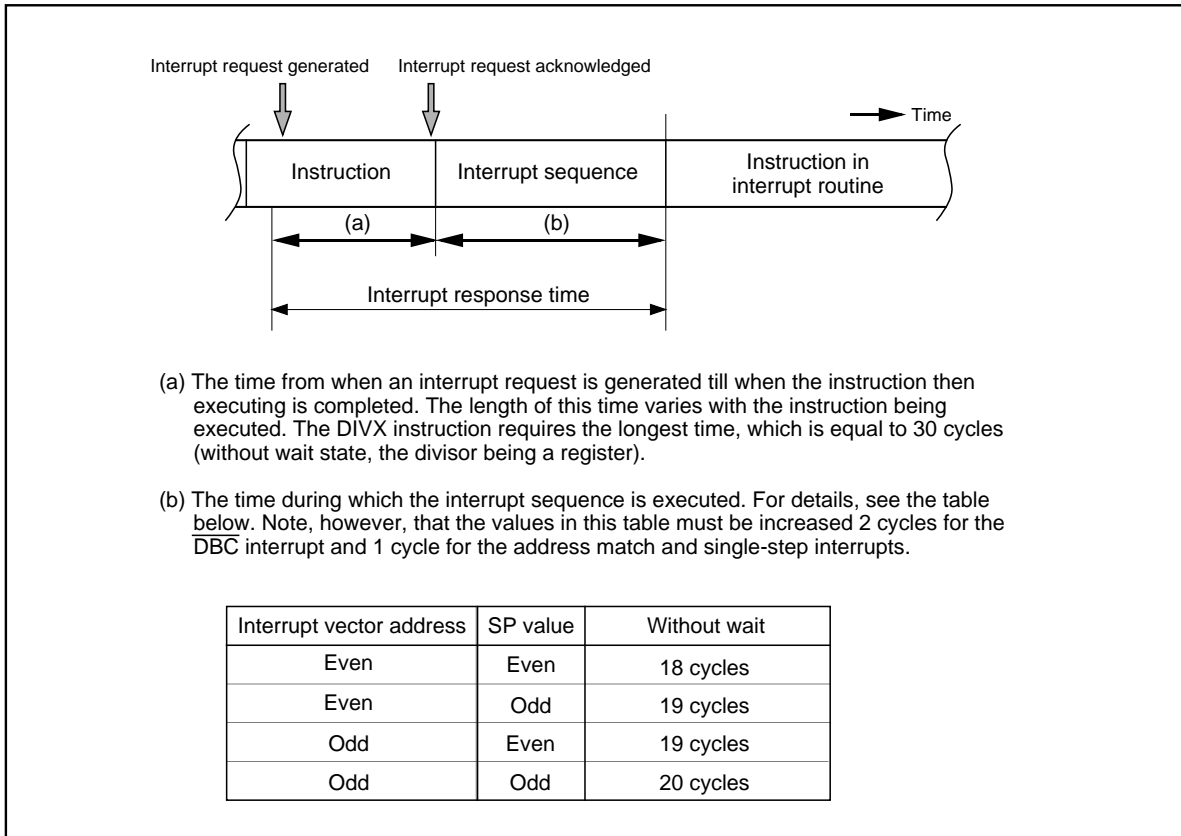 Interrupt request generated
Interrupt request acknowledged
Time
Instruction
Interrupt sequence
Instruction in
interrupt routine
(a)
(b)
Interrupt response time
(a) The time from when an interrupt request is generated till when the instruction then
executing is completed. The length of this time varies with the instruction being
executed. The DIVX instruction requires the longest time, which is equal to 30 cycles
(without wait state, the divisor being a register).
(b) The time during which the interrupt sequence is executed. For details, see the table
below. Note, however, that the values in this table must be increased 2 cycles for the
DBC interrupt and 1 cycle for the address match and single-step interrupts.
Interrupt vector address SP value Without wait
Even Even 18 cycles
Even Odd 19 cycles
Odd Even 19 cycles
Odd Odd 20 cycles